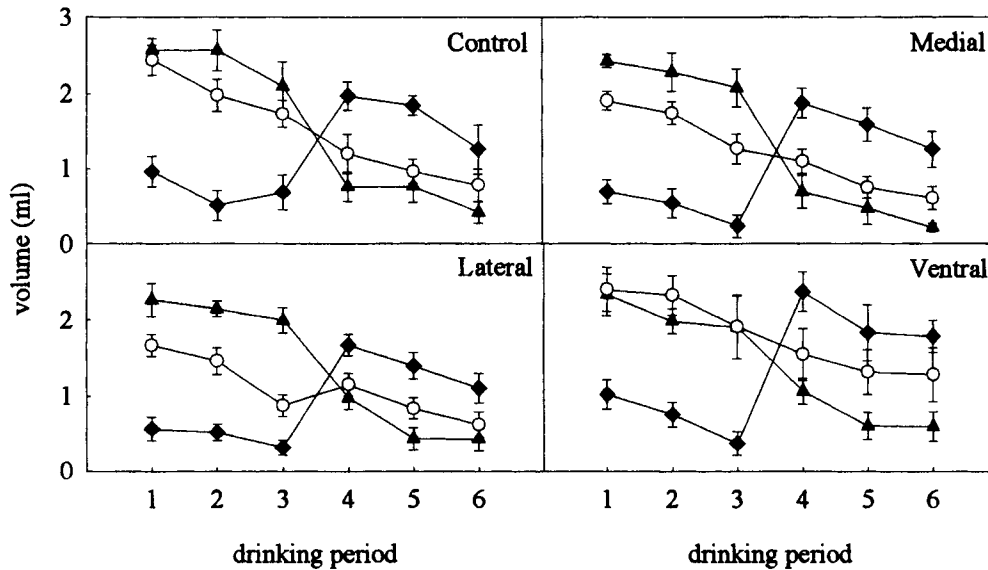 3
Control
Medial
2
1
0
volume (ml)
Lateral
Ventral
2
1
0
1 2 3 4 5 6
1 2 3 4 5 6
drinking period
drinking period